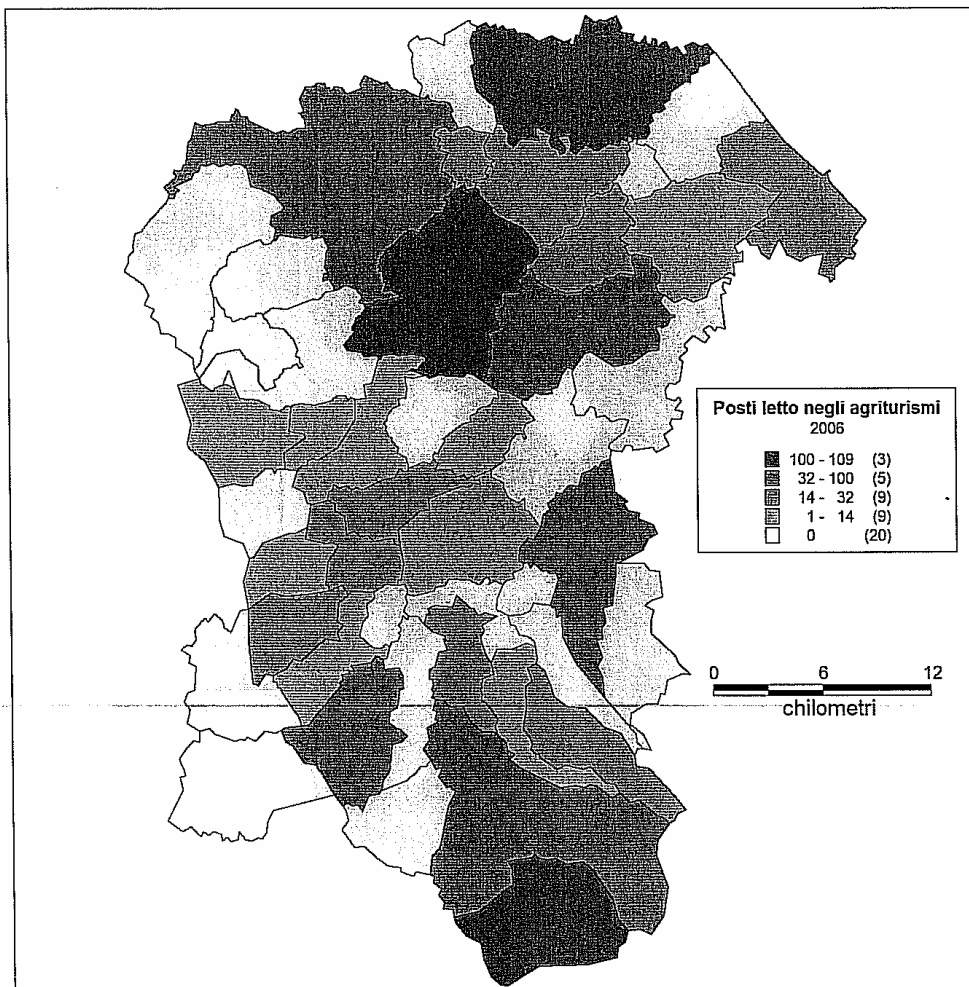 Posti letto negli agriturismi
2006
100 - 109 (3)
32 - 100 (5)
14 - 32 (9)
1 - 14 (9)
0 (20)
0 6 12
chilometri